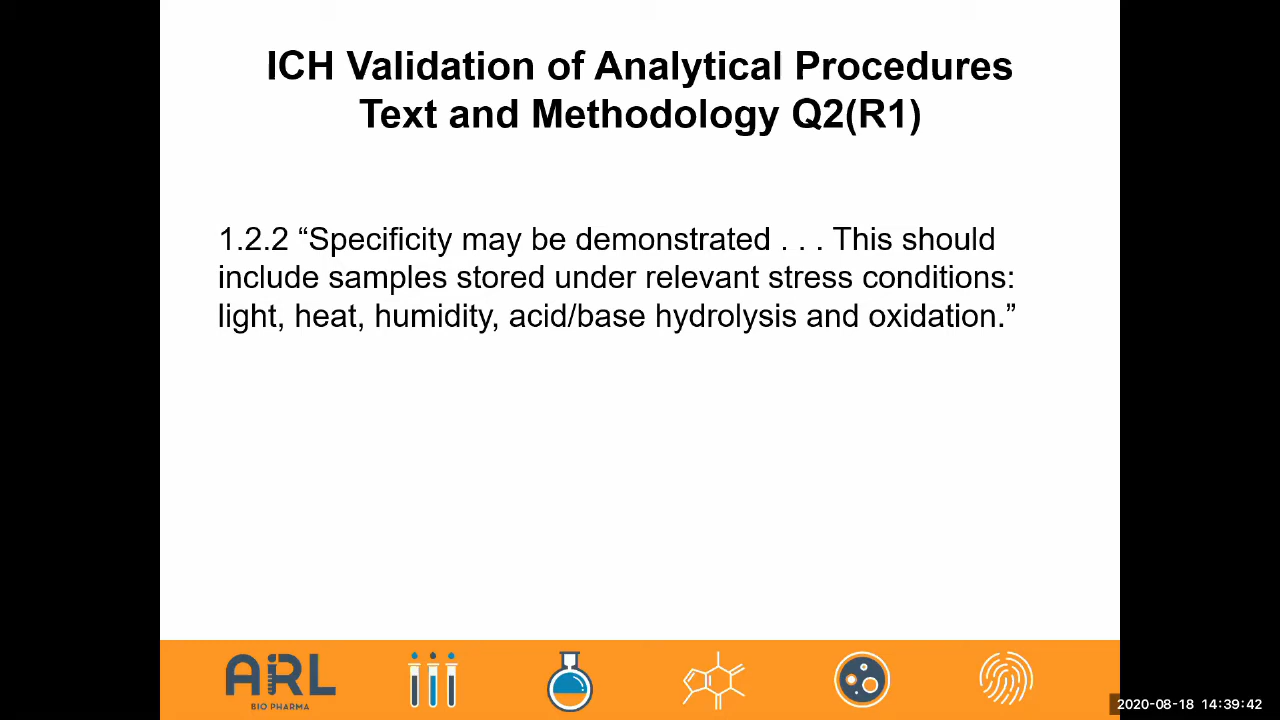 ICH Validation of Analytical Procedures
Text and Methodology Q2(R1)
1.2.2 “Specificity may be demonstrated . . . This should
include samples stored under relevant stress conditions:
light, heat, humidity, acid/base hydrolysis and oxidation.”
ARL
BIO PHARMA
2020-08-18 14:39:42